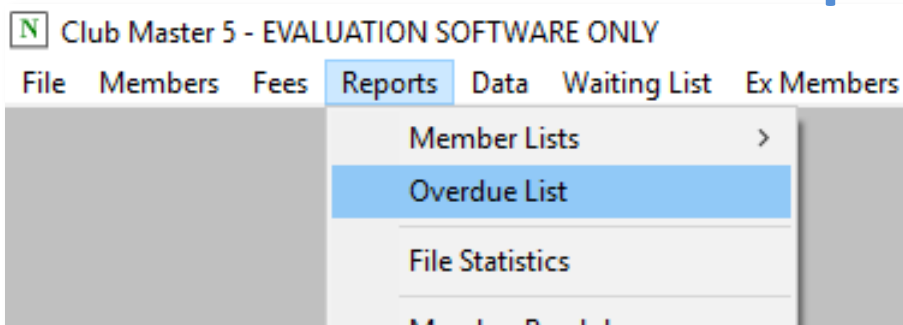 N Club Master 5 - EVALUATION SOFTWARE ONLY
File Members Fees Reports Data Waiting List Ex Members
Member Lists >
Overdue List
File Statistics